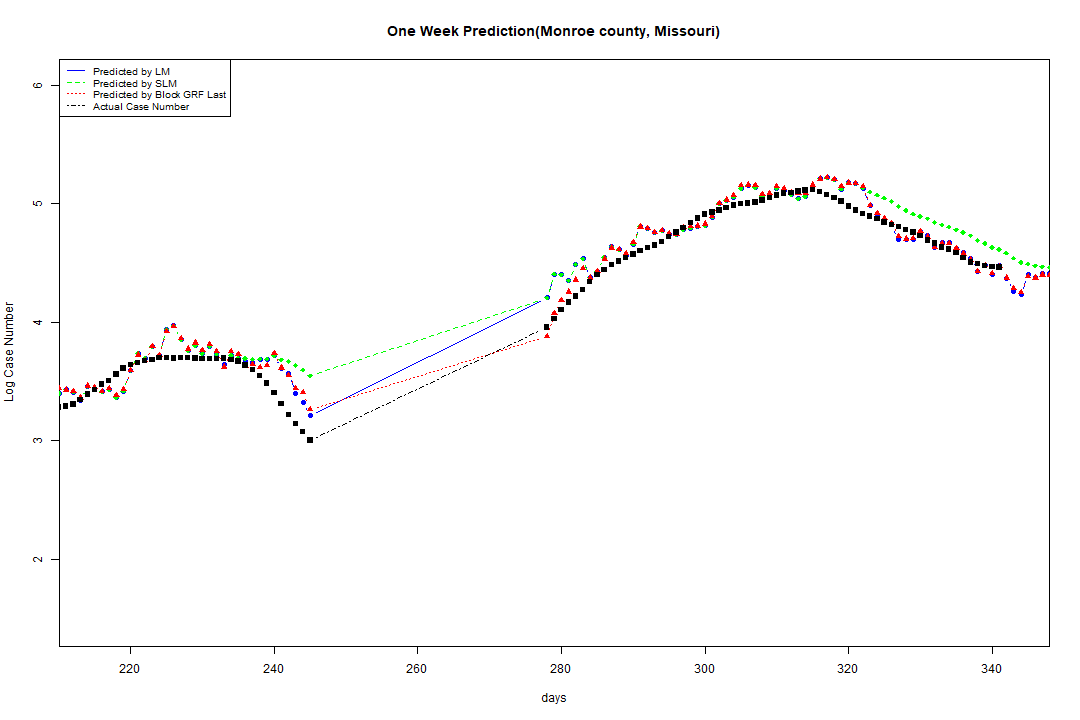 One Week Prediction(Monroe county, Missouri)
Predicted by LM
Predicted by SLM
Predicted by Block GRF Last
Actual Case Number
6
5
4
3
2
Log Case Number
220 240 260 280 300 320 340
days